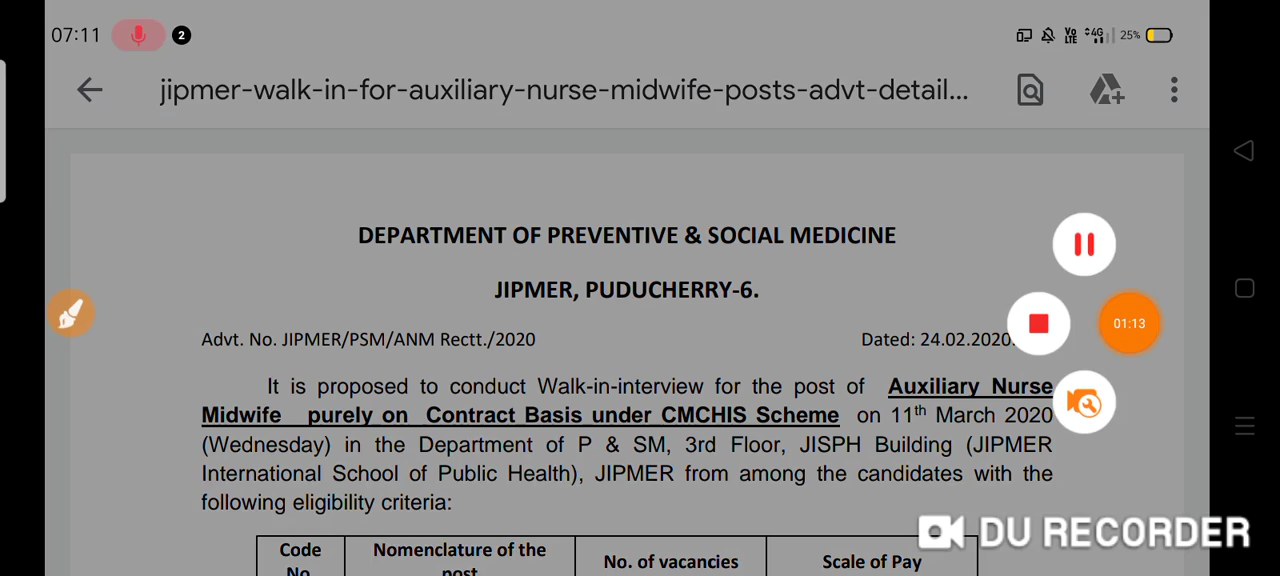 07:11 2 VoLTE 4G 25%
jipmer-walk-in-for-auxiliary-nurse-midwife-posts-advt-detail...
DEPARTMENT OF PREVENTIVE & SOCIAL MEDICINE
JIPMER, PUDUCHERRY-6.
Advt. No. JIPMER/PSM/ANM Rectt./2020 Dated: 24.02.2020.
01:13
It is proposed to conduct Walk-in-interview for the post of Auxiliary Nurse
Midwife purely on Contract Basis under CMCHIS Scheme on 11th March 2020
(Wednesday) in the Department of P & SM, 3rd Floor, JISPH Building (JIPMER
International School of Public Health), JIPMER from among the candidates with the
following eligibility criteria:
DU RECORDER
Code Nomenclature of the No. of vacancies Scale of Pay
No. post